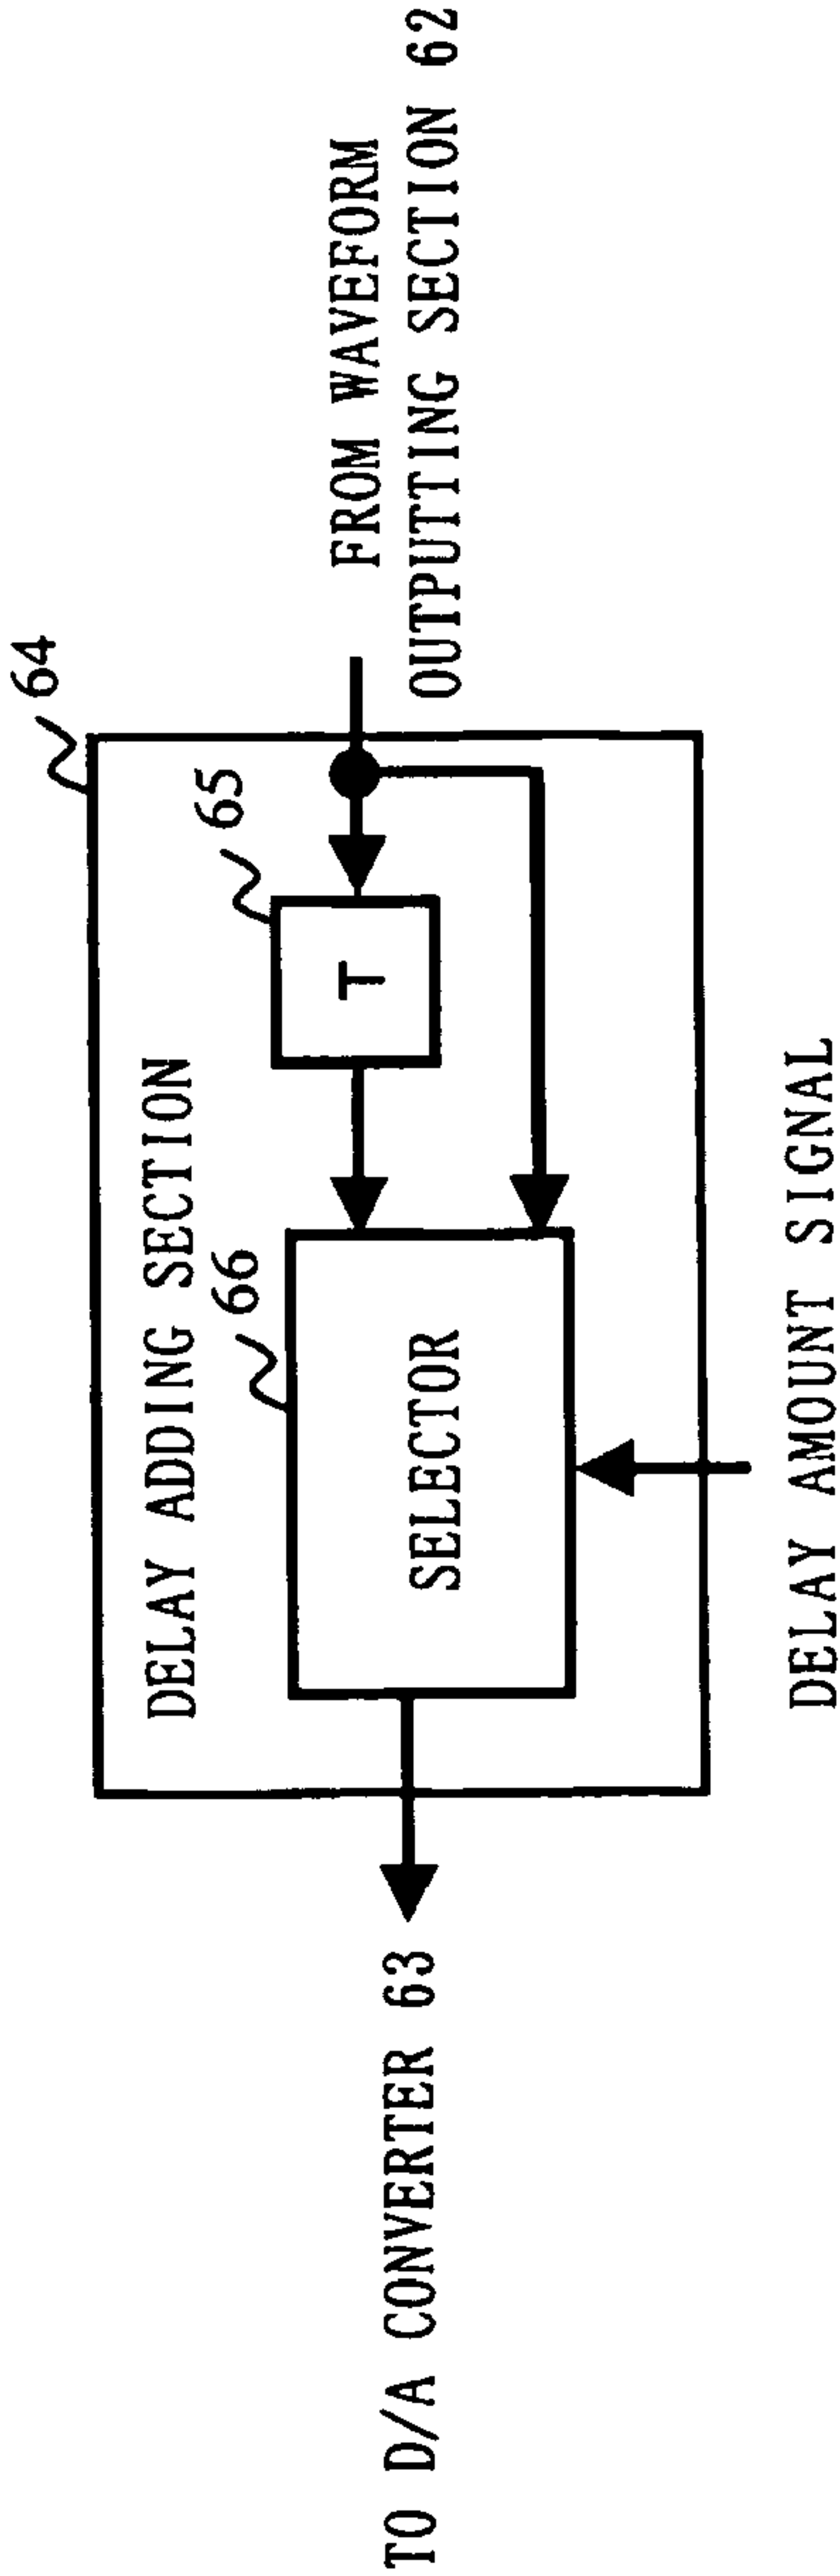 64
DELAY ADDING SECTION
66
65
T
SELECTOR
FROM WAVEFORM
OUTPUTTING SECTION 62
TO D/A CONVERTER 63
DELAY AMOUNT SIGNAL